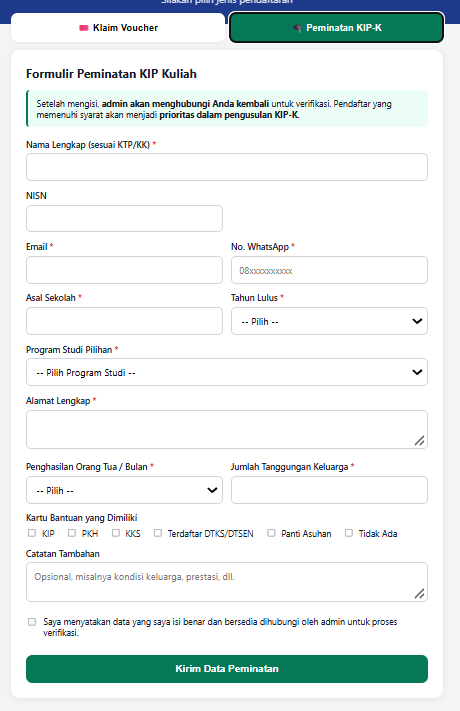 Silakan pilih jenis pendaftaran
Klaim Voucher
Peminatan KIP-K
Formulir Peminatan KIP Kuliah
Setelah mengisi, admin akan menghubungi Anda kembali untuk verifikasi. Pendaftar yang
memenuhi syarat akan menjadi prioritas dalam pengusulan KIP-K.
Nama Lengkap (sesuai KTP/KK) *
NISN
Email *
No. WhatsApp *
08xxxxxxxxxx
Asal Sekolah *
Tahun Lulus *
-- Pilih --
Program Studi Pilihan *
-- Pilih Program Studi --
Alamat Lengkap *
Penghasilan Orang Tua / Bulan *
Jumlah Tanggungan Keluarga *
-- Pilih --
Kartu Bantuan yang Dimiliki
KIP PKH KKS Terdaftar DTKS/DTSEN Panti Asuhan Tidak Ada
Catatan Tambahan
Opsional, misalnya kondisi keluarga, prestasi, dll.
Saya menyatakan data yang saya isi benar dan bersedia dihubungi oleh admin untuk proses
verifikasi.
Kirim Data Peminatan